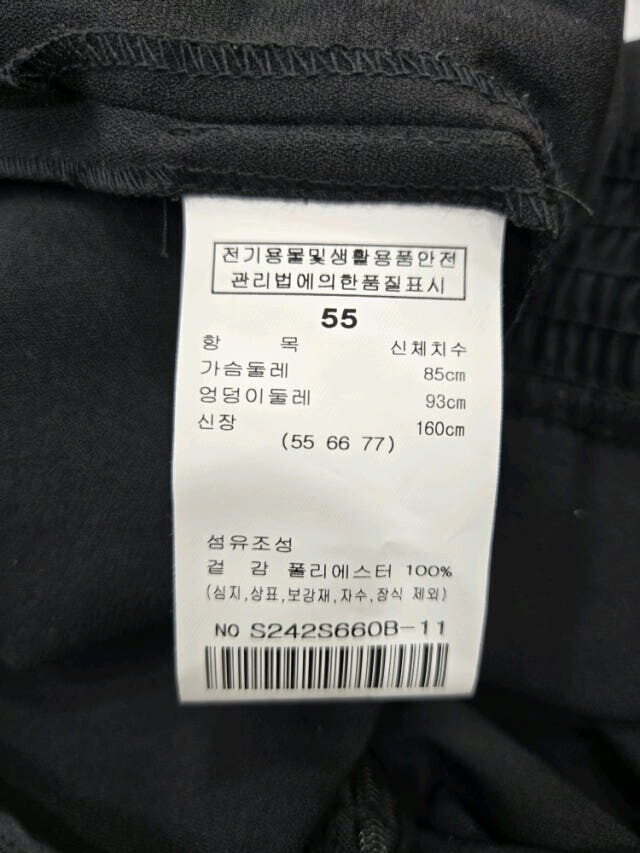 전기용물및생활용품안전
관리법에의한품질표시
55
항 목 신체치수
가슴둘레 85cm
엉덩이둘레 93cm
신장 160cm
(55 66 77)
섬유조성
겉 감 폴리에스터 100%
(심지,상표,보강재,자수,장식 제외)
NO S242S660B-11